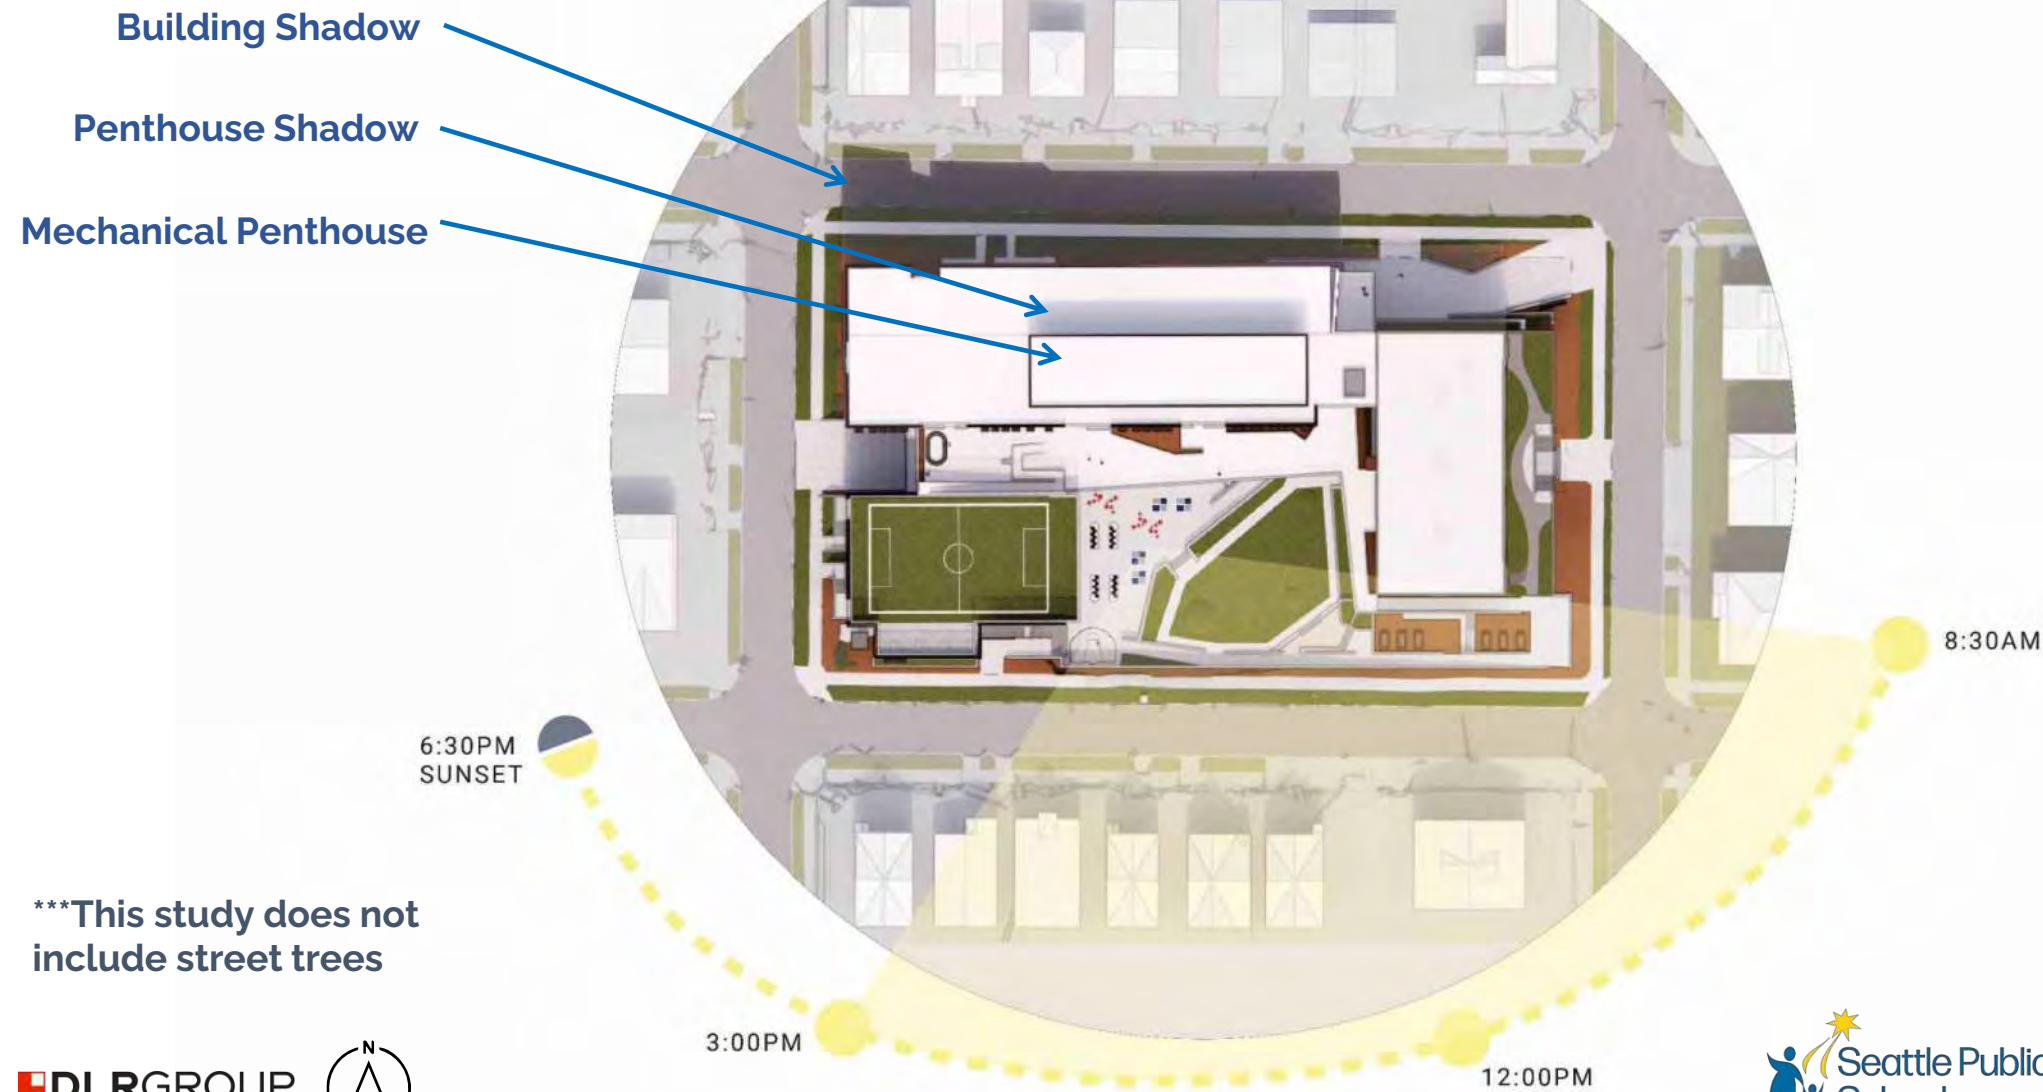 Building Shadow
Penthouse Shadow
Mechanical Penthouse
8:30AM
6:30PM
SUNSET
***This study does not
include street trees
3:00PM
12:00PM
N
DLRGROUP
Seattle Public